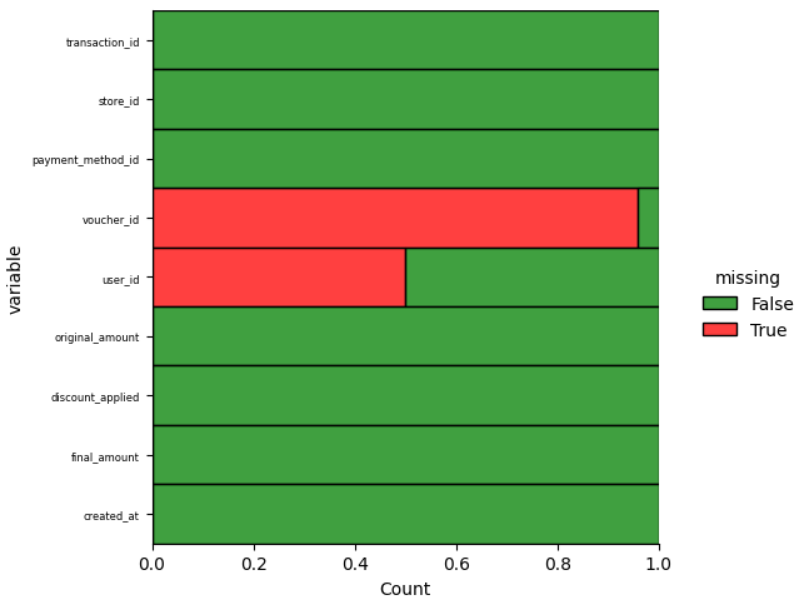 transaction_id
store_id
payment_method_id
voucher_id
user_id
original_amount
discount_applied
final_amount
created_at
variable
0.0 0.2 0.4 0.6 0.8 1.0
Count
missing
False
True